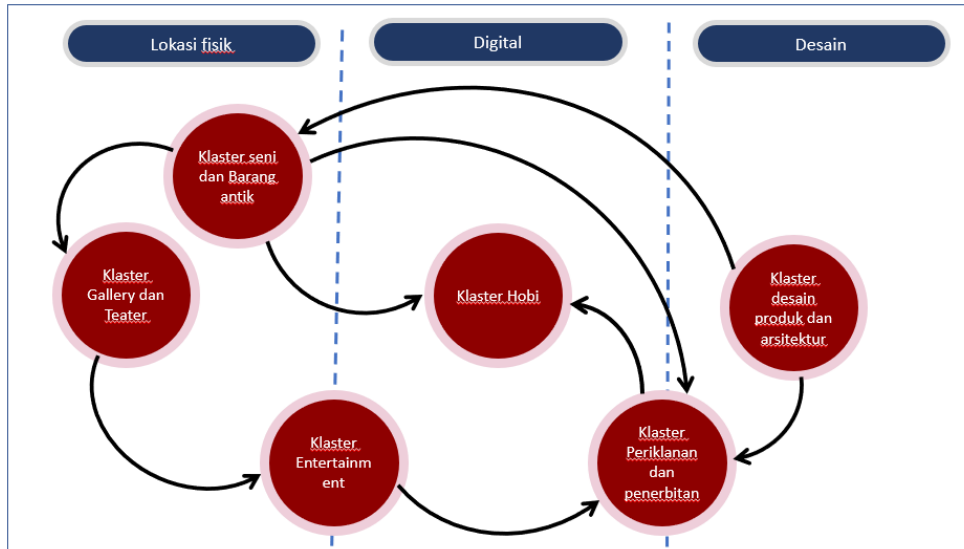 Lokasi fisik
Digital
Desain
Klaster seni
dan Barang
antik
Klaster
Gallery dan
Teater
Klaster Hobi
Klaster
desain
produk dan
arsitektur
Klaster
Entertainm
ent
Klaster
Periklanan
dan
penerbitan